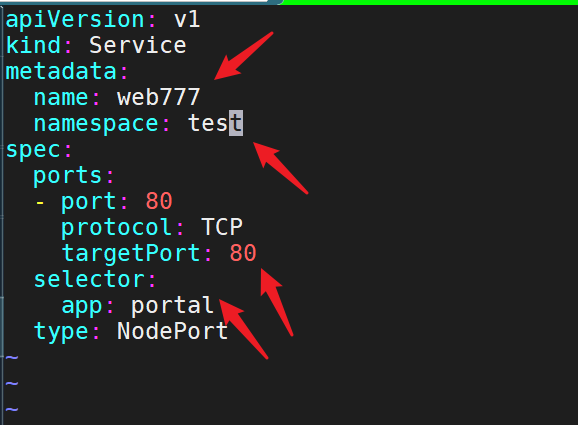 apiVersion: v1
kind: Service
metadata:
  name: web777
  namespace: test
spec:
  ports:
  - port: 80
    protocol: TCP
    targetPort: 80
  selector:
    app: portal
  type: NodePort
~
~
~